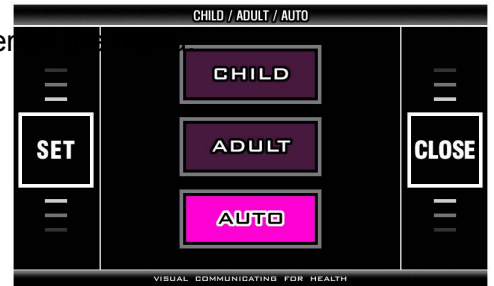 CHILD / ADULT / AUTO
CHILD
SET
ADULT
CLOSE
AUTO
VISUAL COMMUNICATING FOR HEALTH